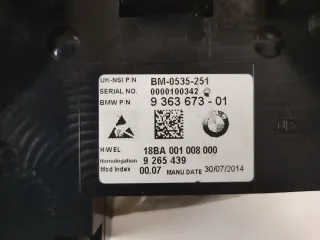 UK-NSI P/N BM-0535-251
SERIAL NO. 0000100342
BMW P/N 9 363 673 - 01
H/W EL 18BA 001 008 000
Homologation 9 265 439
Mod Index 00.07 MANU DATE 30/07/2014